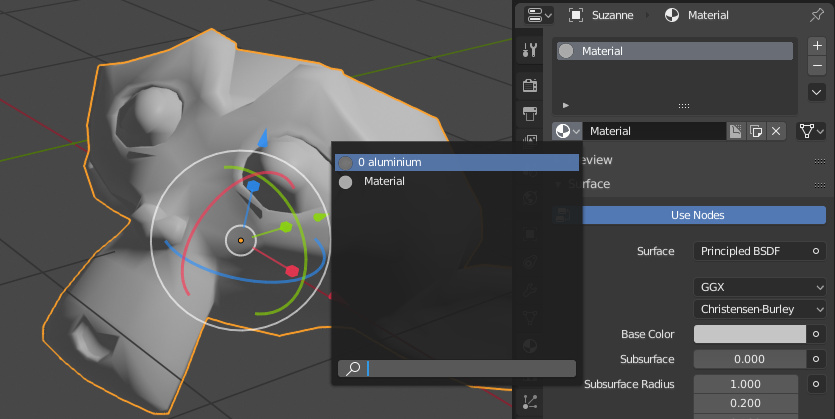 Suzanne > Material
Material
Material
0 aluminium
Material
eview
urface
Use Nodes
Surface Principled BSDF
GGX
Christensen-Burley
Base Color
Subsurface 0.000
Subsurface Radius 1.000
0.200